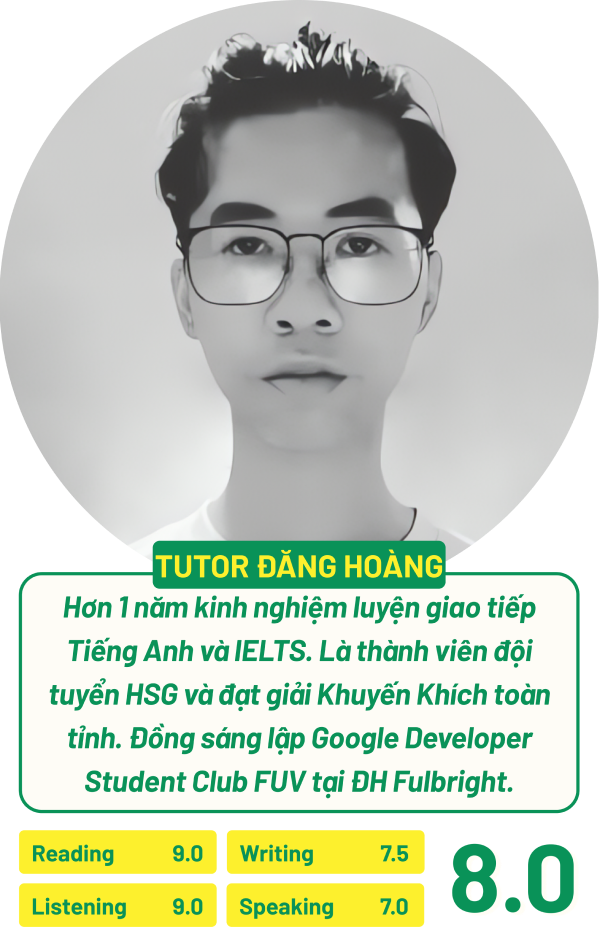 TUTOR ĐĂNG HOÀNG
Hơn 1 năm kinh nghiệm luyện giao tiếp
Tiếng Anh và IELTS. Là thành viên đội
tuyển HSG và đạt giải Khuyến Khích toàn
tỉnh. Đồng sáng lập Google Developer
Student Club FUV tại ĐH Fulbright.
Reading 9.0
Writing 7.5
Listening 9.0
Speaking 7.0
8.0